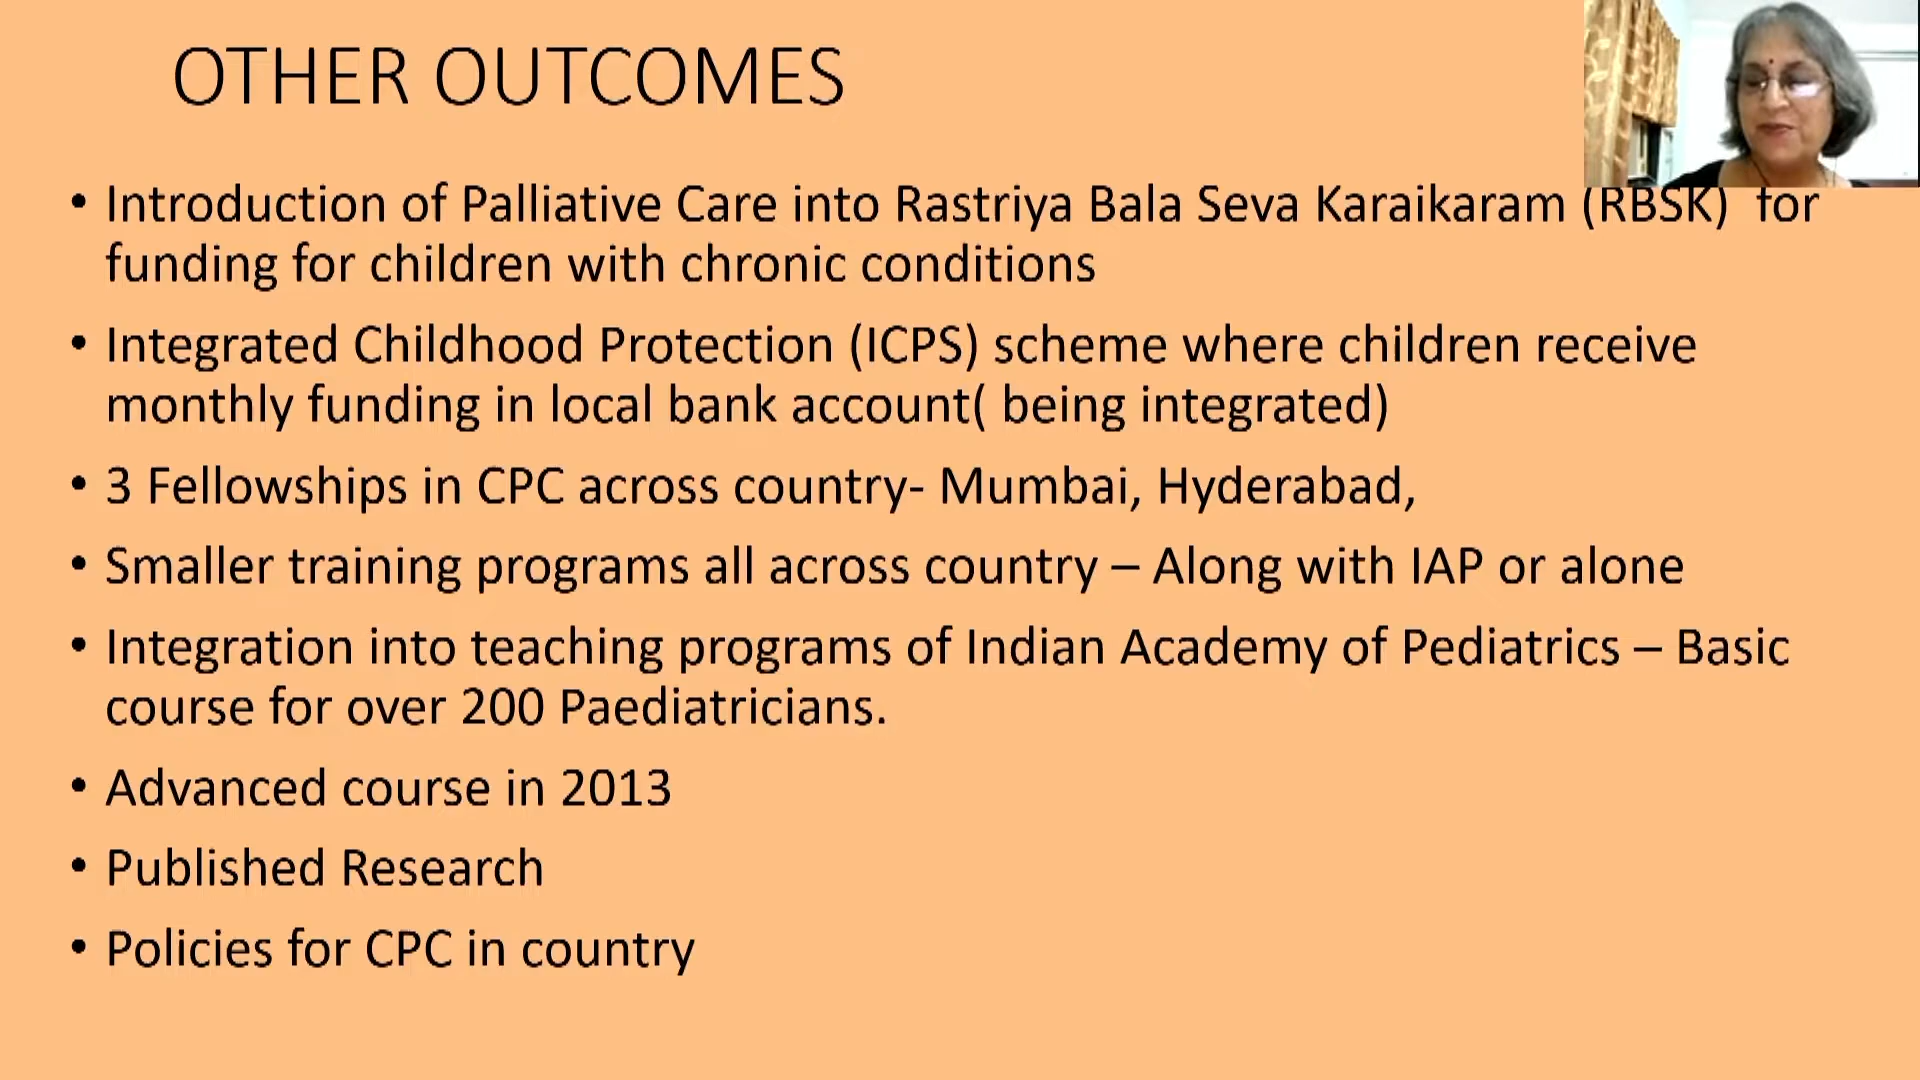 OTHER OUTCOMES
• Introduction of Palliative Care into Rastriya Bala Seva Karaikaram (RBSK) for
funding for children with chronic conditions
• Integrated Childhood Protection (ICPS) scheme where children receive
monthly funding in local bank account( being integrated)
• 3 Fellowships in CPC across country- Mumbai, Hyderabad,
• Smaller training programs all across country – Along with IAP or alone
• Integration into teaching programs of Indian Academy of Pediatrics – Basic
course for over 200 Paediatricians.
• Advanced course in 2013
• Published Research
• Policies for CPC in country